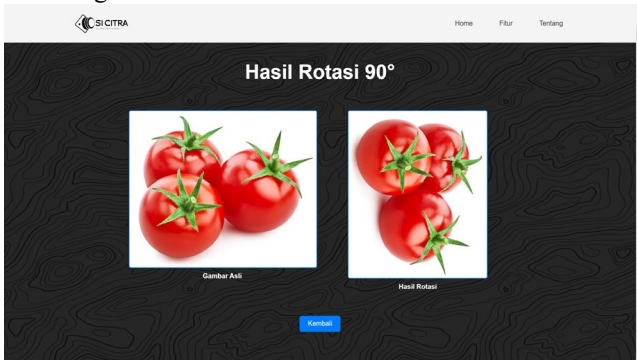 SI CITRA
Home Fitur Tentang
Hasil Rotasi 90°
Gambar Asli
Hasil Rotasi
Kembali